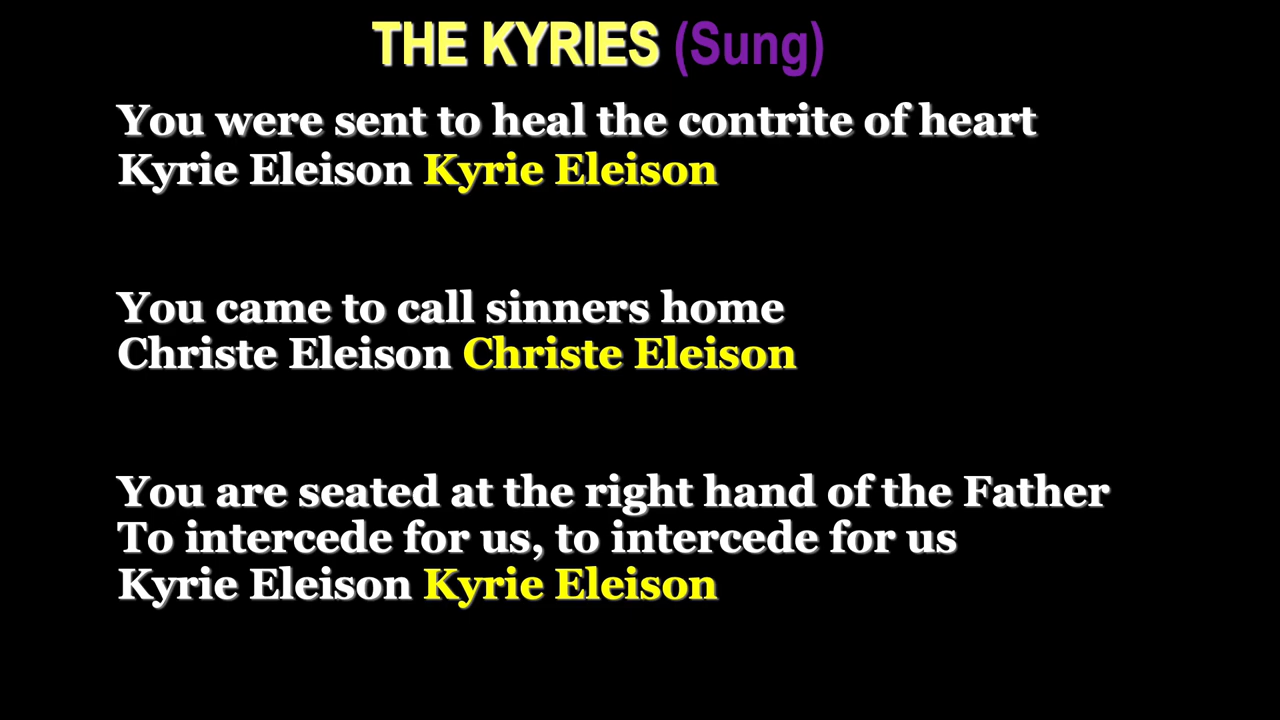 THE KYRIES (Sung)
You were sent to heal the contrite of heart
Kyrie Eleison Kyrie Eleison
You came to call sinners home
Christe Eleison Christe Eleison
You are seated at the right hand of the Father
To intercede for us, to intercede for us
Kyrie Eleison Kyrie Eleison